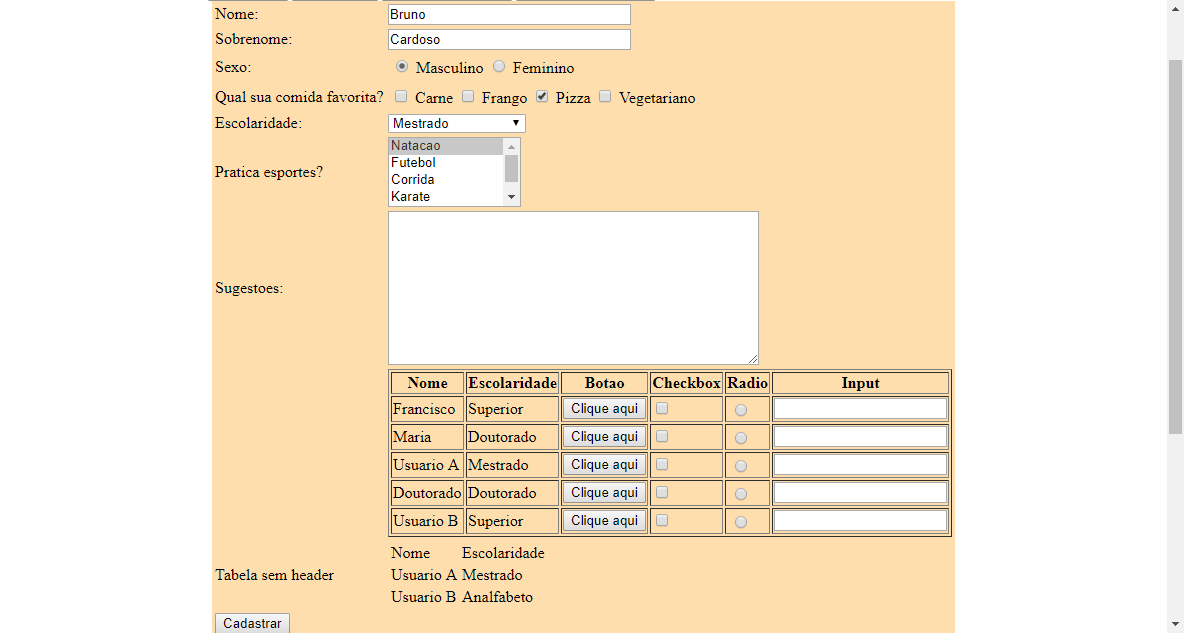 Nome: Bruno
Sobrenome: Cardoso
Sexo: Masculino Feminino
Qual sua comida favorita? Carne Frango Pizza Vegetariano
Escolaridade: Mestrado
Pratica esportes?
Natacao
Futebol
Corrida
Karate
Sugestoes:
Nome Escolaridade Botao Checkbox Radio Input
Francisco Superior Clique aqui
Maria Doutorado Clique aqui
Usuario A Mestrado Clique aqui
Doutorado Doutorado Clique aqui
Usuario B Superior Clique aqui
Tabela sem header
Nome Escolaridade
Usuario A Mestrado
Usuario B Analfabeto
Cadastrar